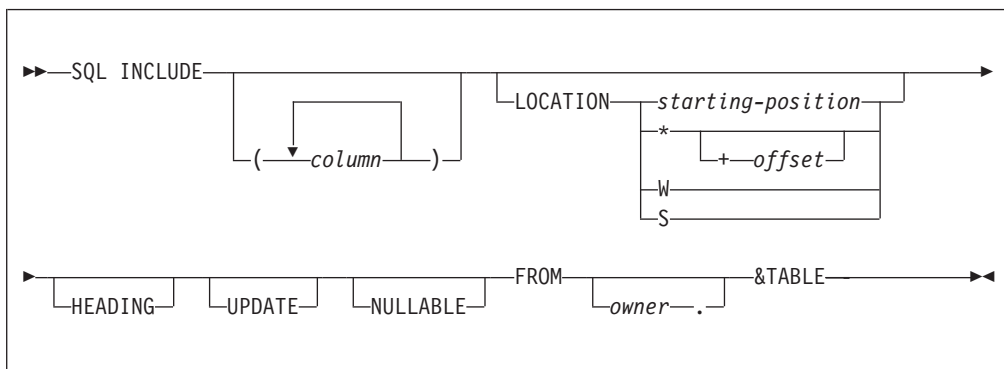 SQL INCLUDE
( column )
LOCATION starting-position
*
+ offset
W
S
HEADING UPDATE NULLABLE FROM owner . &TABLE